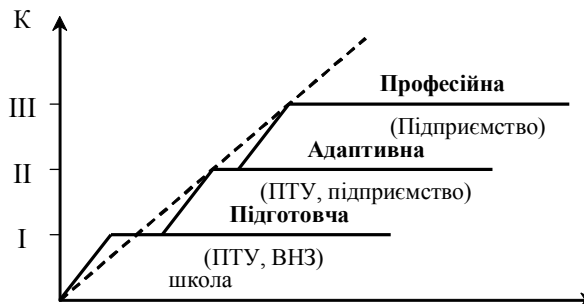 К
III
Професійна
(Підприємство)
II
Адаптивна
(ПТУ, підприємство)
I
Підготовча
(ПТУ, ВНЗ)
школа